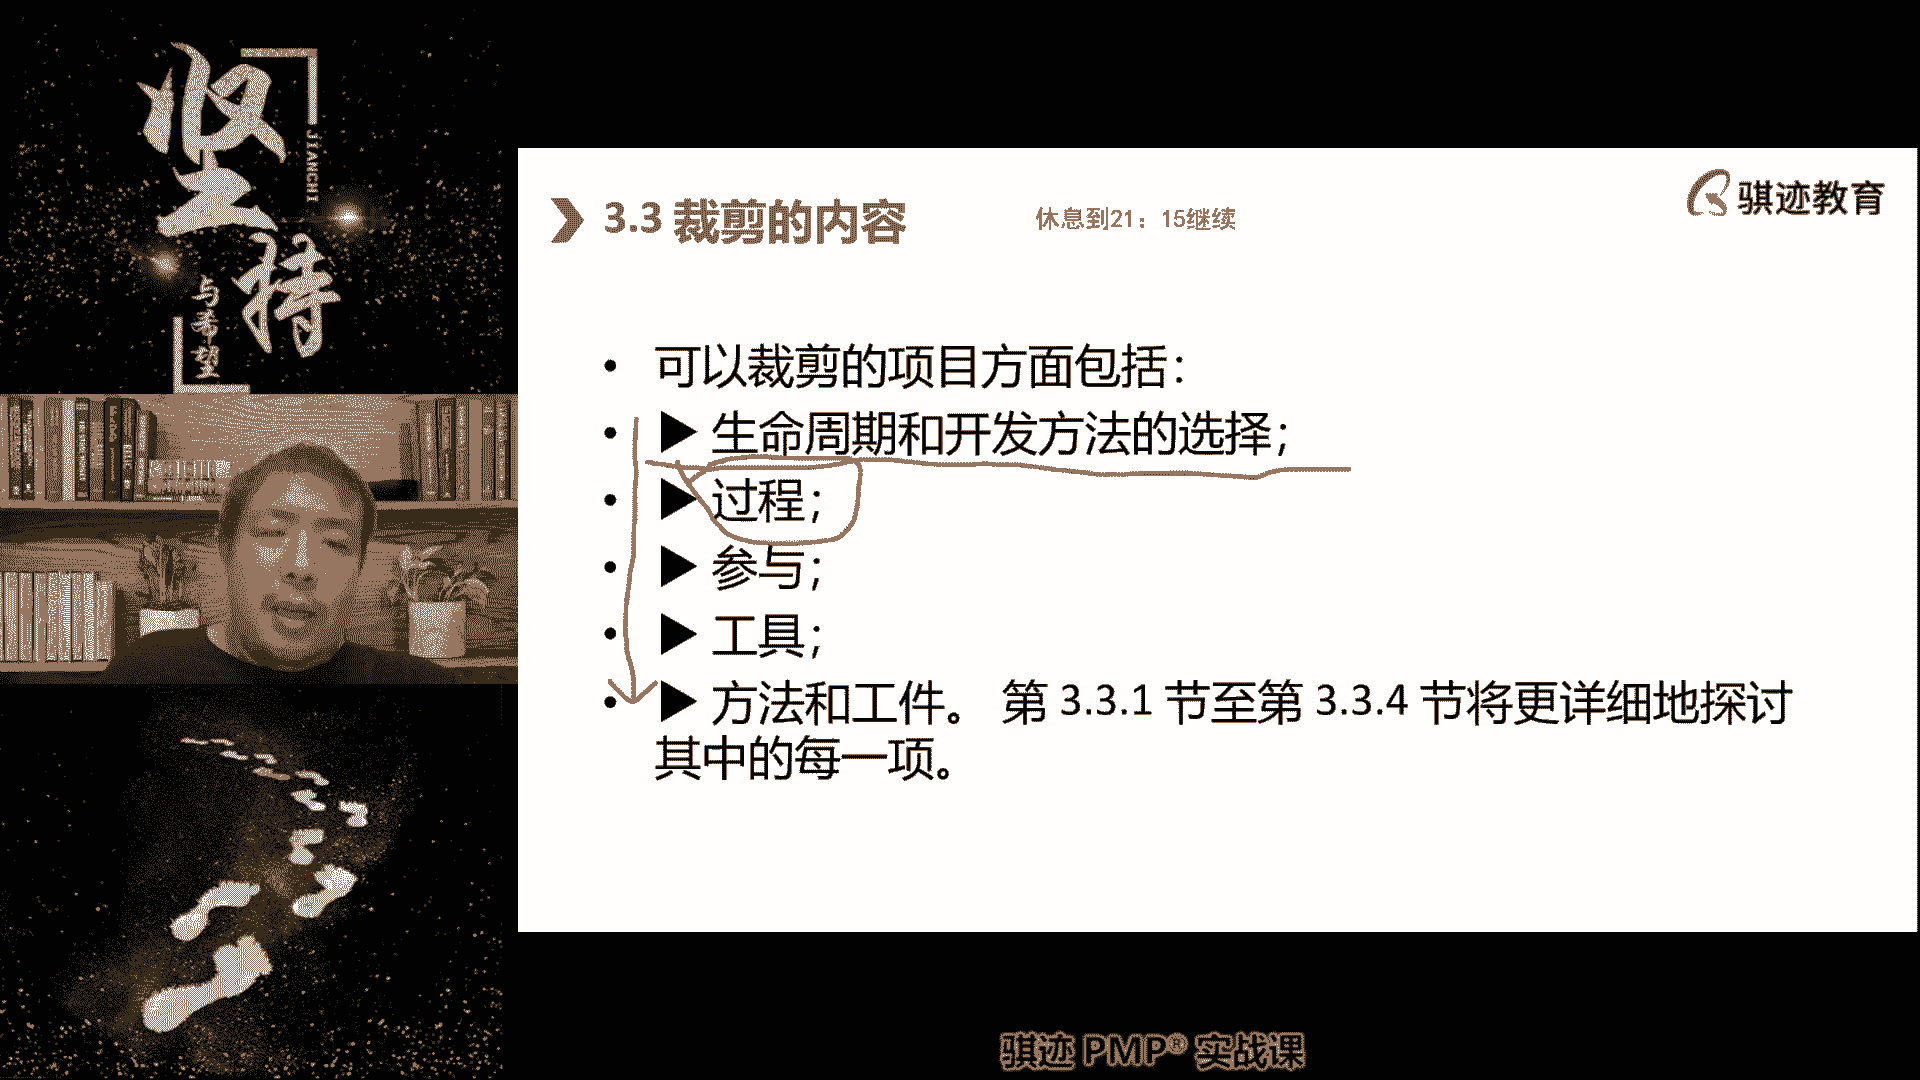 坚持
JIANCHI
与希望
骐迹教育
3.3 裁剪的内容
休息到21：15继续
• 可以裁剪的项目方面包括：
• ▶ 生命周期和开发方法的选择；
• ▶ 过程；
• ▶ 参与；
• ▶ 工具；
• ▶ 方法和工件。 第 3.3.1 节至第 3.3.4 节将更详细地探讨
其中的每一项。
骐迹 PMP® 实战课